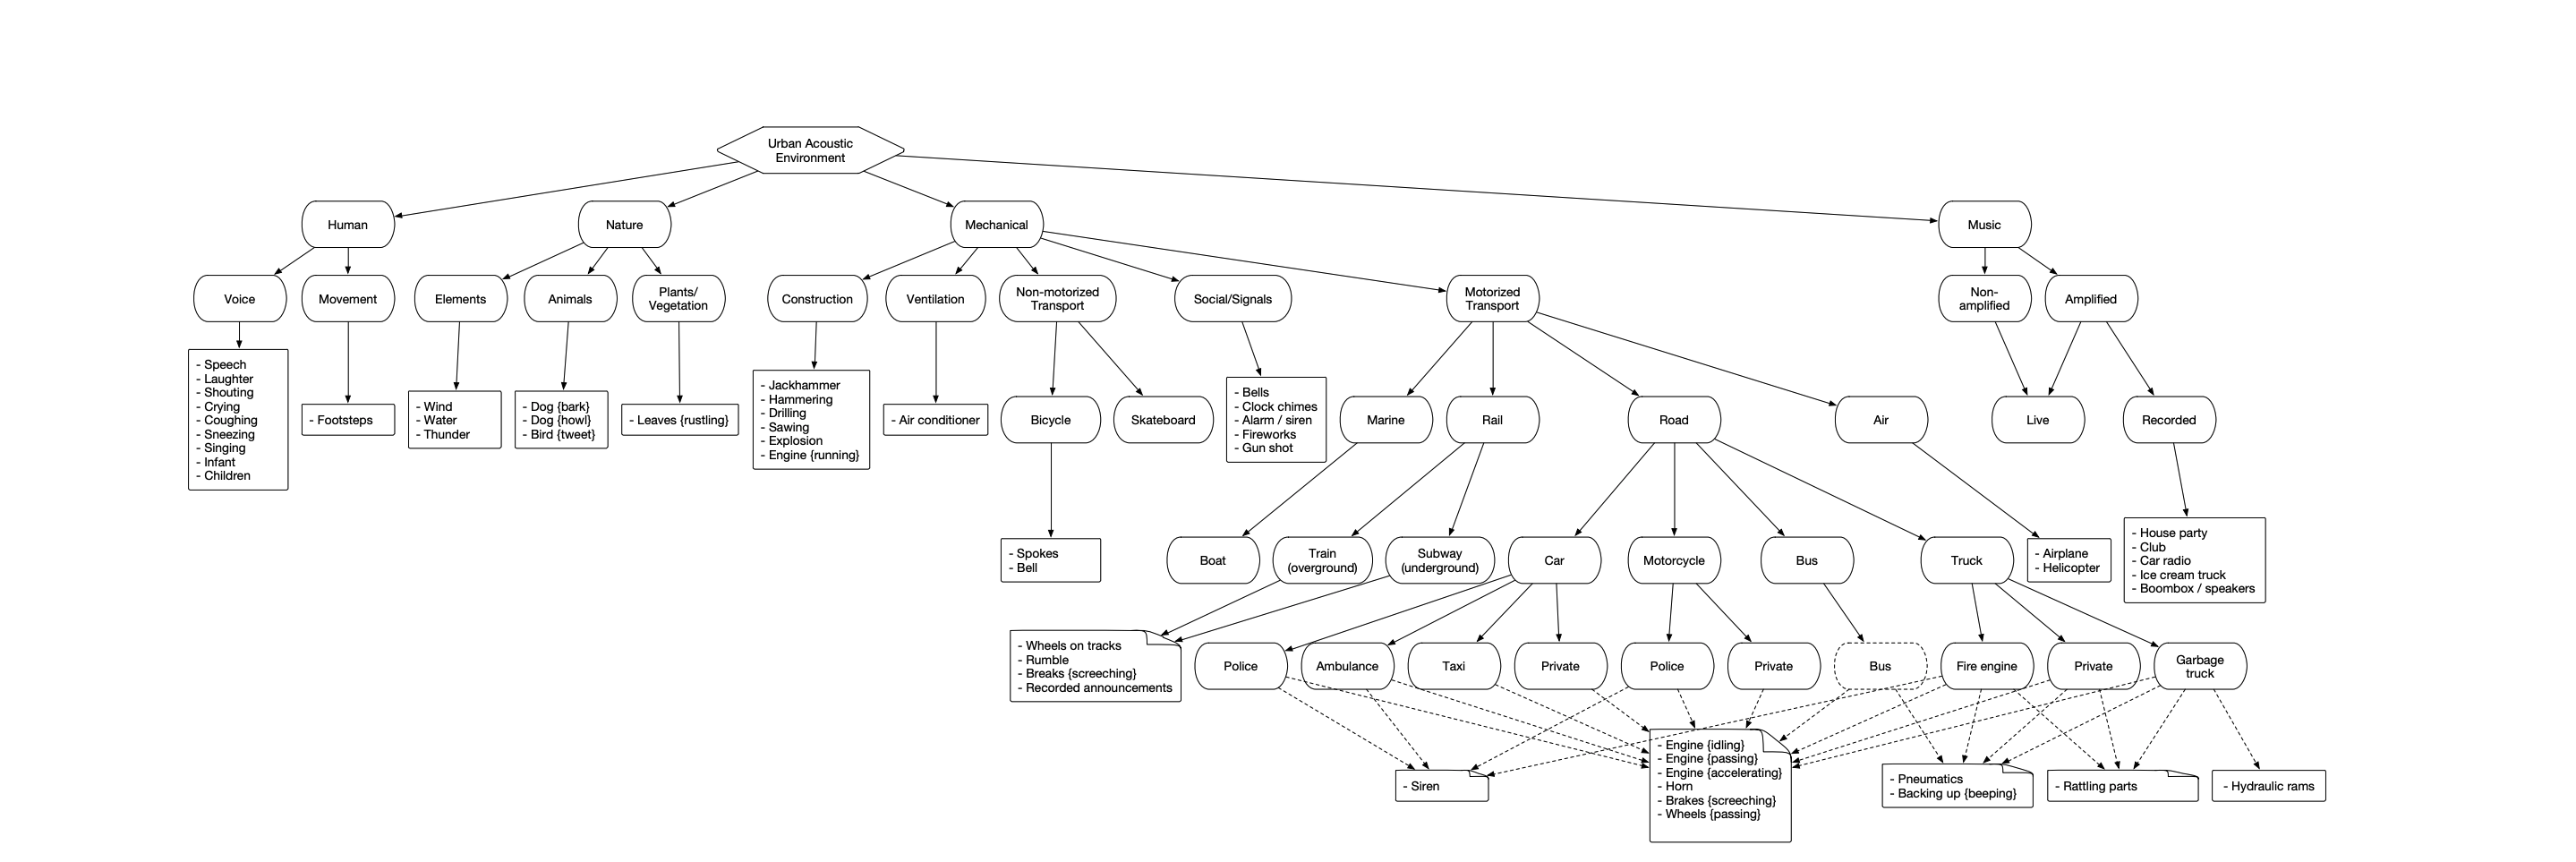 Urban Acoustic
Environment
Human
Nature
Mechanical
Music
Voice
Movement
Elements
Animals
Plants/
Vegetation
Construction
Ventilation
Non-motorized
Transport
Social/Signals
Motorized
Transport
Non-
amplified
Amplified
- Speech
- Laughter
- Shouting
- Crying
- Coughing
- Sneezing
- Singing
- Infant
- Children
- Footsteps
- Wind
- Water
- Thunder
- Dog {bark}
- Dog {howl}
- Bird {tweet}
- Leaves {rustling}
- Jackhammer
- Hammering
- Drilling
- Sawing
- Explosion
- Engine {running}
- Air conditioner
Bicycle
Skateboard
- Bells
- Clock chimes
- Alarm / siren
- Fireworks
- Gun shot
Marine
Rail
Road
Air
Live
Recorded
- Spokes
- Bell
Boat
Train
(overground)
Subway
(underground)
Car
Motorcycle
Bus
Truck
- Airplane
- Helicopter
- House party
- Club
- Car radio
- Ice cream truck
- Boombox / speakers
- Wheels on tracks
- Rumble
- Breaks {screeching}
- Recorded announcements
Police
Ambulance
Taxi
Private
Police
Private
Bus
Fire engine
Private
Garbage
truck
- Siren
- Engine {idling}
- Engine {passing}
- Engine {accelerating}
- Horn
- Brakes {screeching}
- Wheels {passing}
- Pneumatics
- Backing up {beeping}
- Rattling parts
- Hydraulic rams